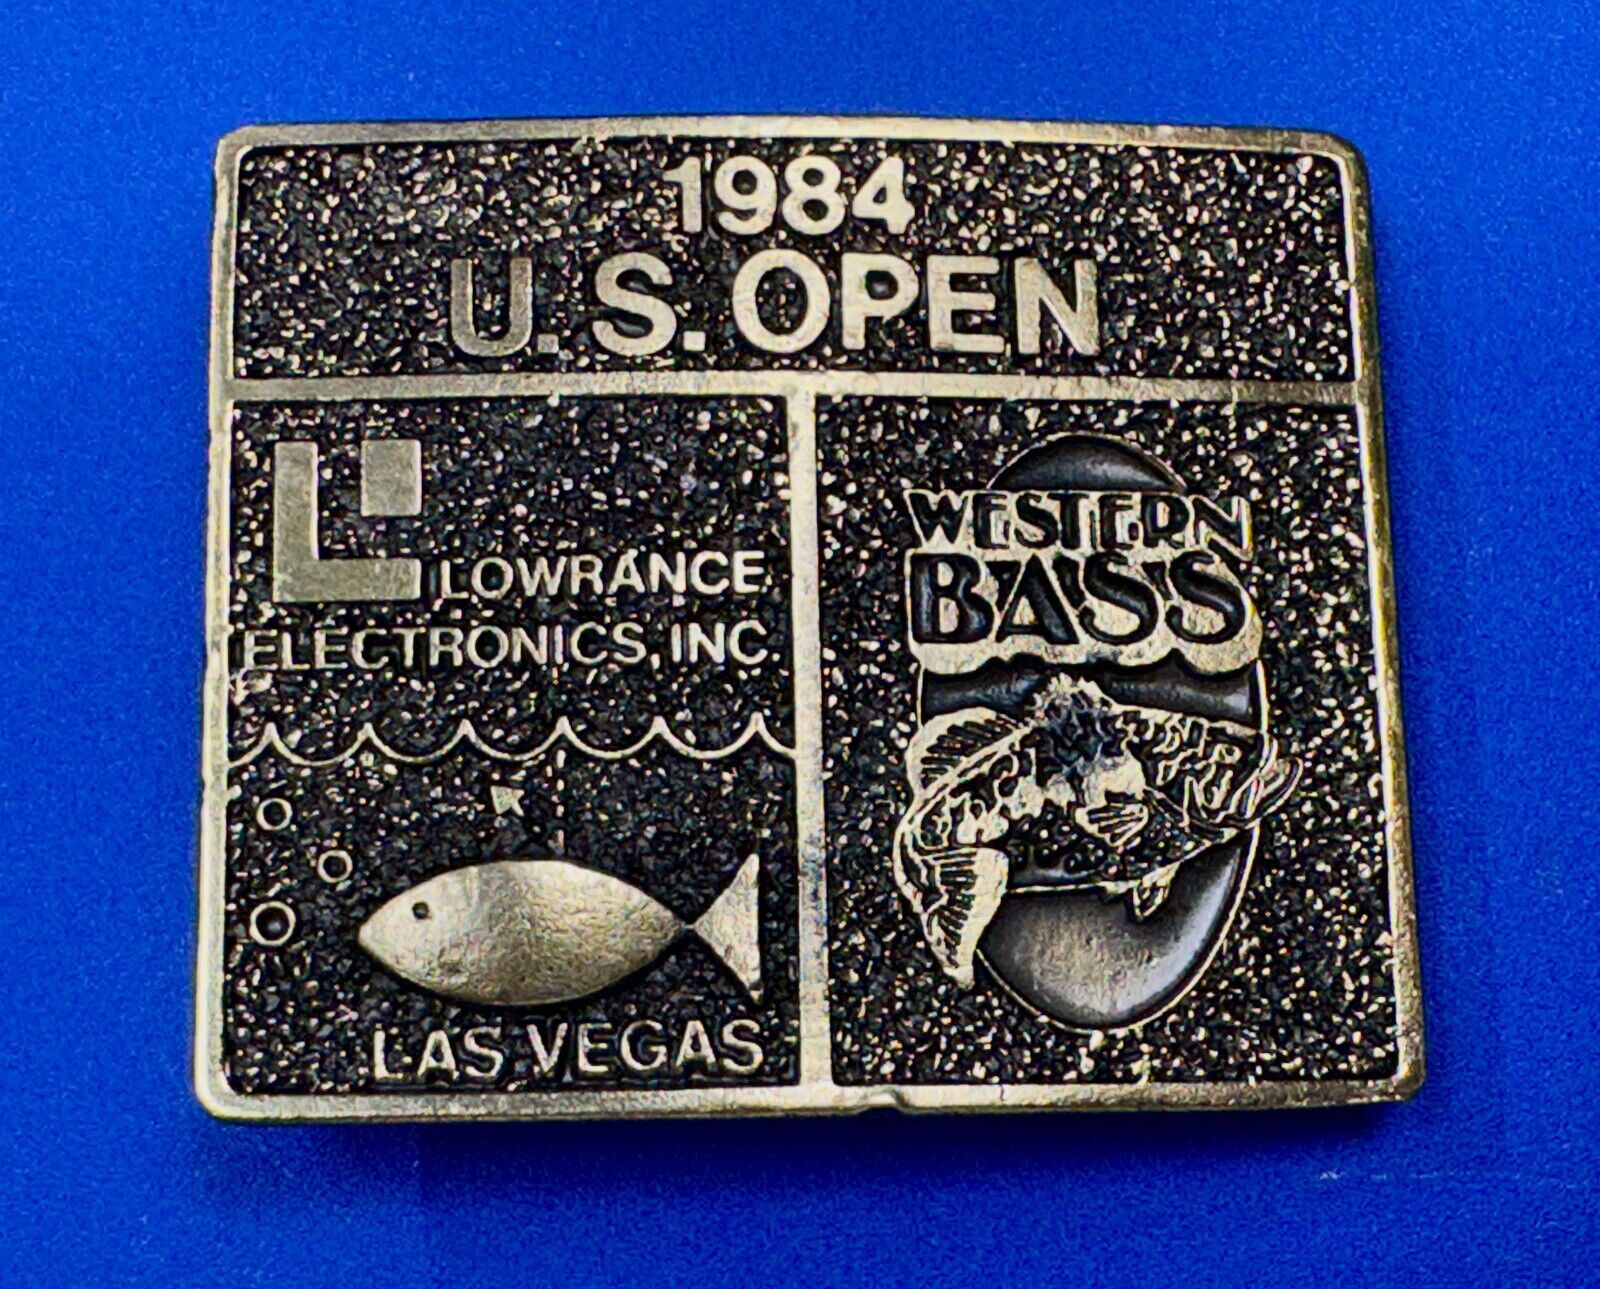 1984
U.S. OPEN
LOWRANCE
ELECTRONICS, INC.
LAS VEGAS
WESTERN
BASS